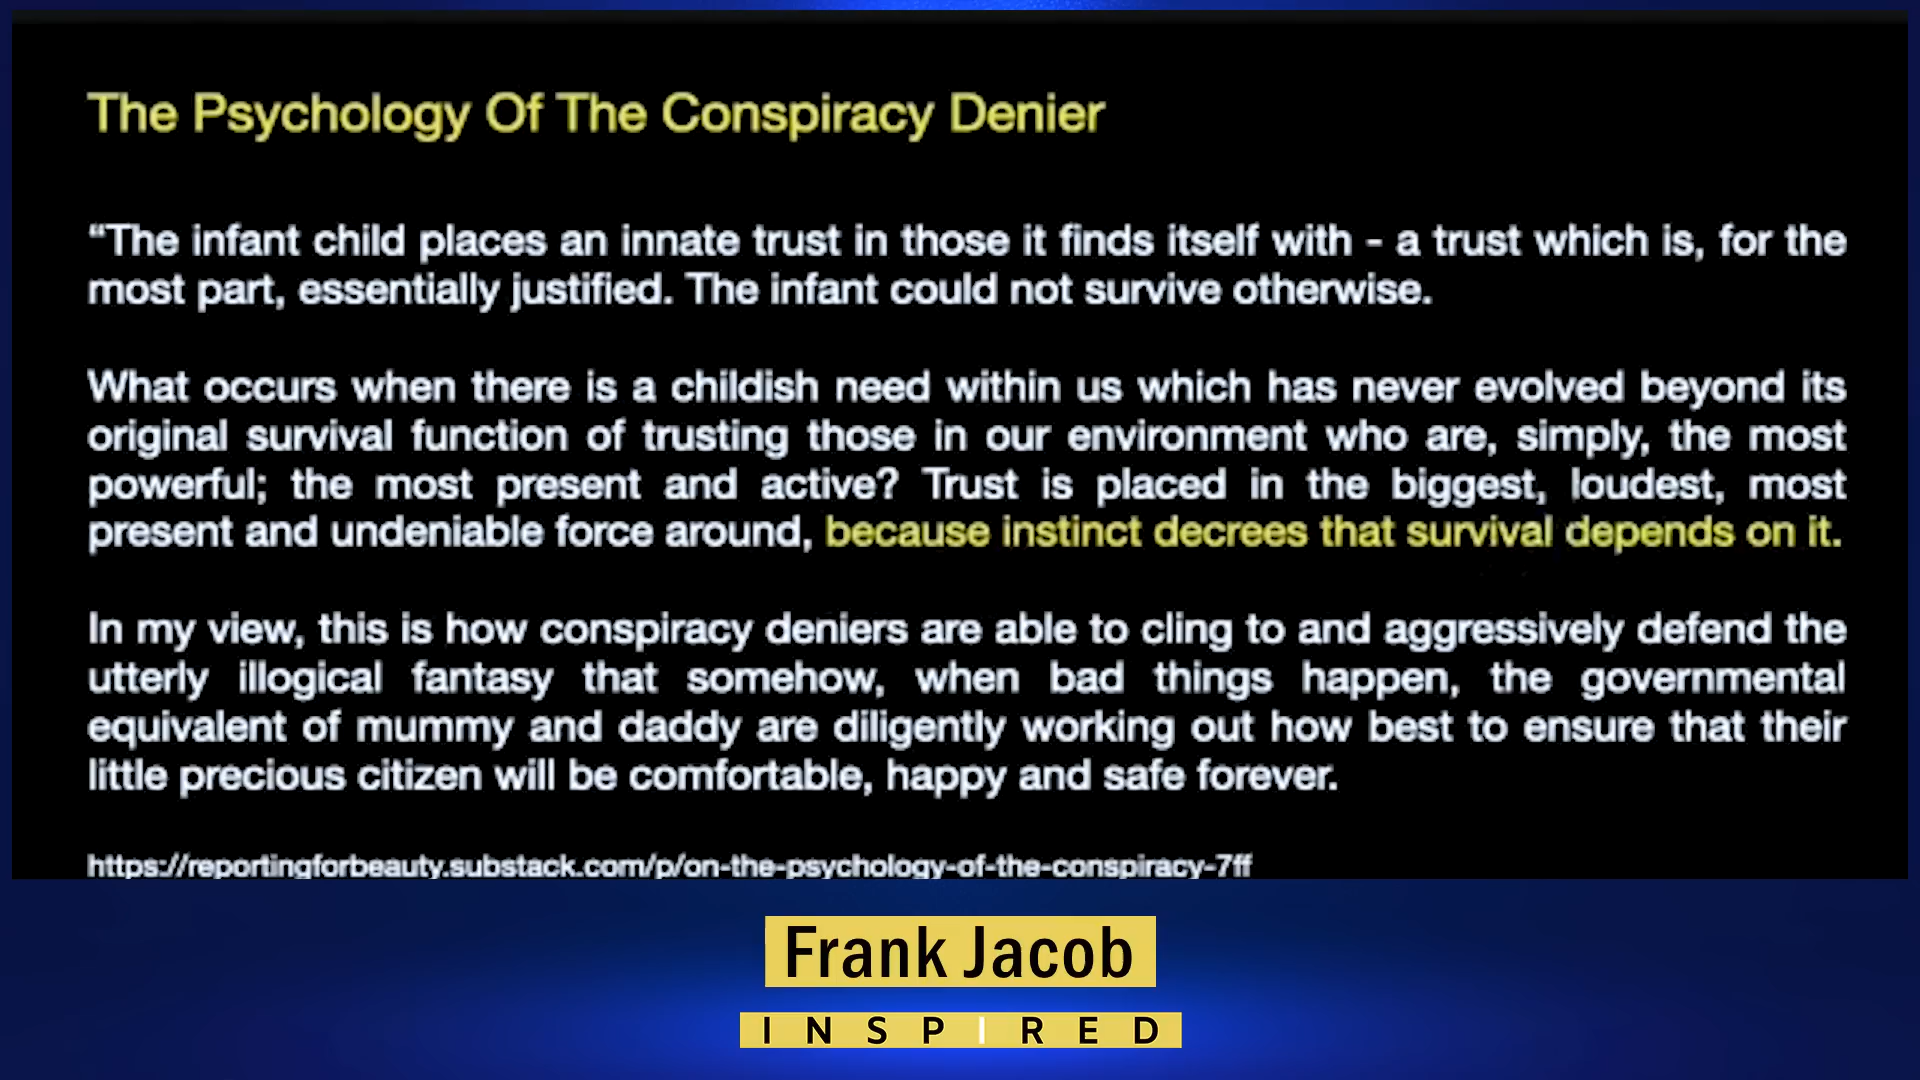 The Psychology Of The Conspiracy Denier
“The infant child places an innate trust in those it finds itself with - a trust which is, for the
most part, essentially justified. The infant could not survive otherwise.
What occurs when there is a childish need within us which has never evolved beyond its
original survival function of trusting those in our environment who are, simply, the most
powerful; the most present and active? Trust is placed in the biggest, loudest, most
present and undeniable force around, because instinct decrees that survival depends on it.
In my view, this is how conspiracy deniers are able to cling to and aggressively defend the
utterly illogical fantasy that somehow, when bad things happen, the governmental
equivalent of mummy and daddy are diligently working out how best to ensure that their
little precious citizen will be comfortable, happy and safe forever.
https://reportingforbeauty.substack.com/p/on-the-psychology-of-the-conspiracy-7ff
Frank Jacob
INSPIRED